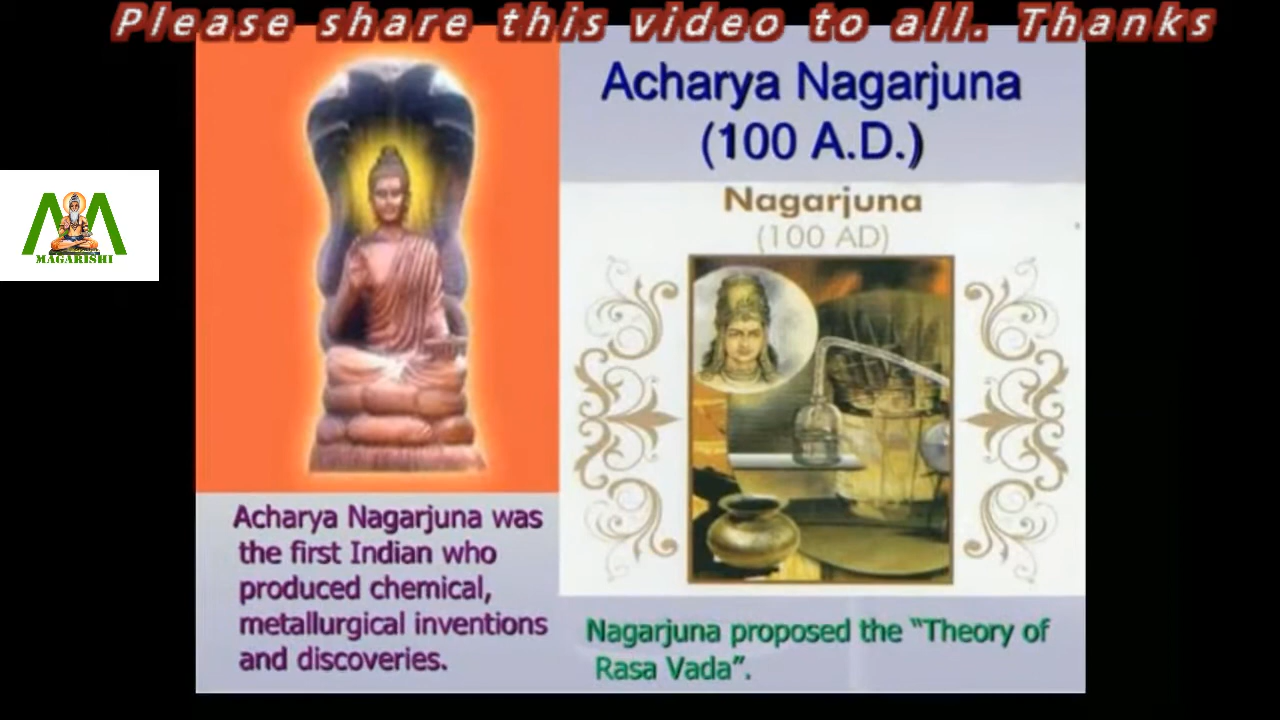 Please share this video to all. Thanks
MAGARISHI
Acharya Nagarjuna
(100 A.D.)
Nagarjuna
(100 AD)
Acharya Nagarjuna was
the first Indian who
produced chemical,
metallurgical inventions
and discoveries.
Nagarjuna proposed the “Theory of
Rasa Vada”.